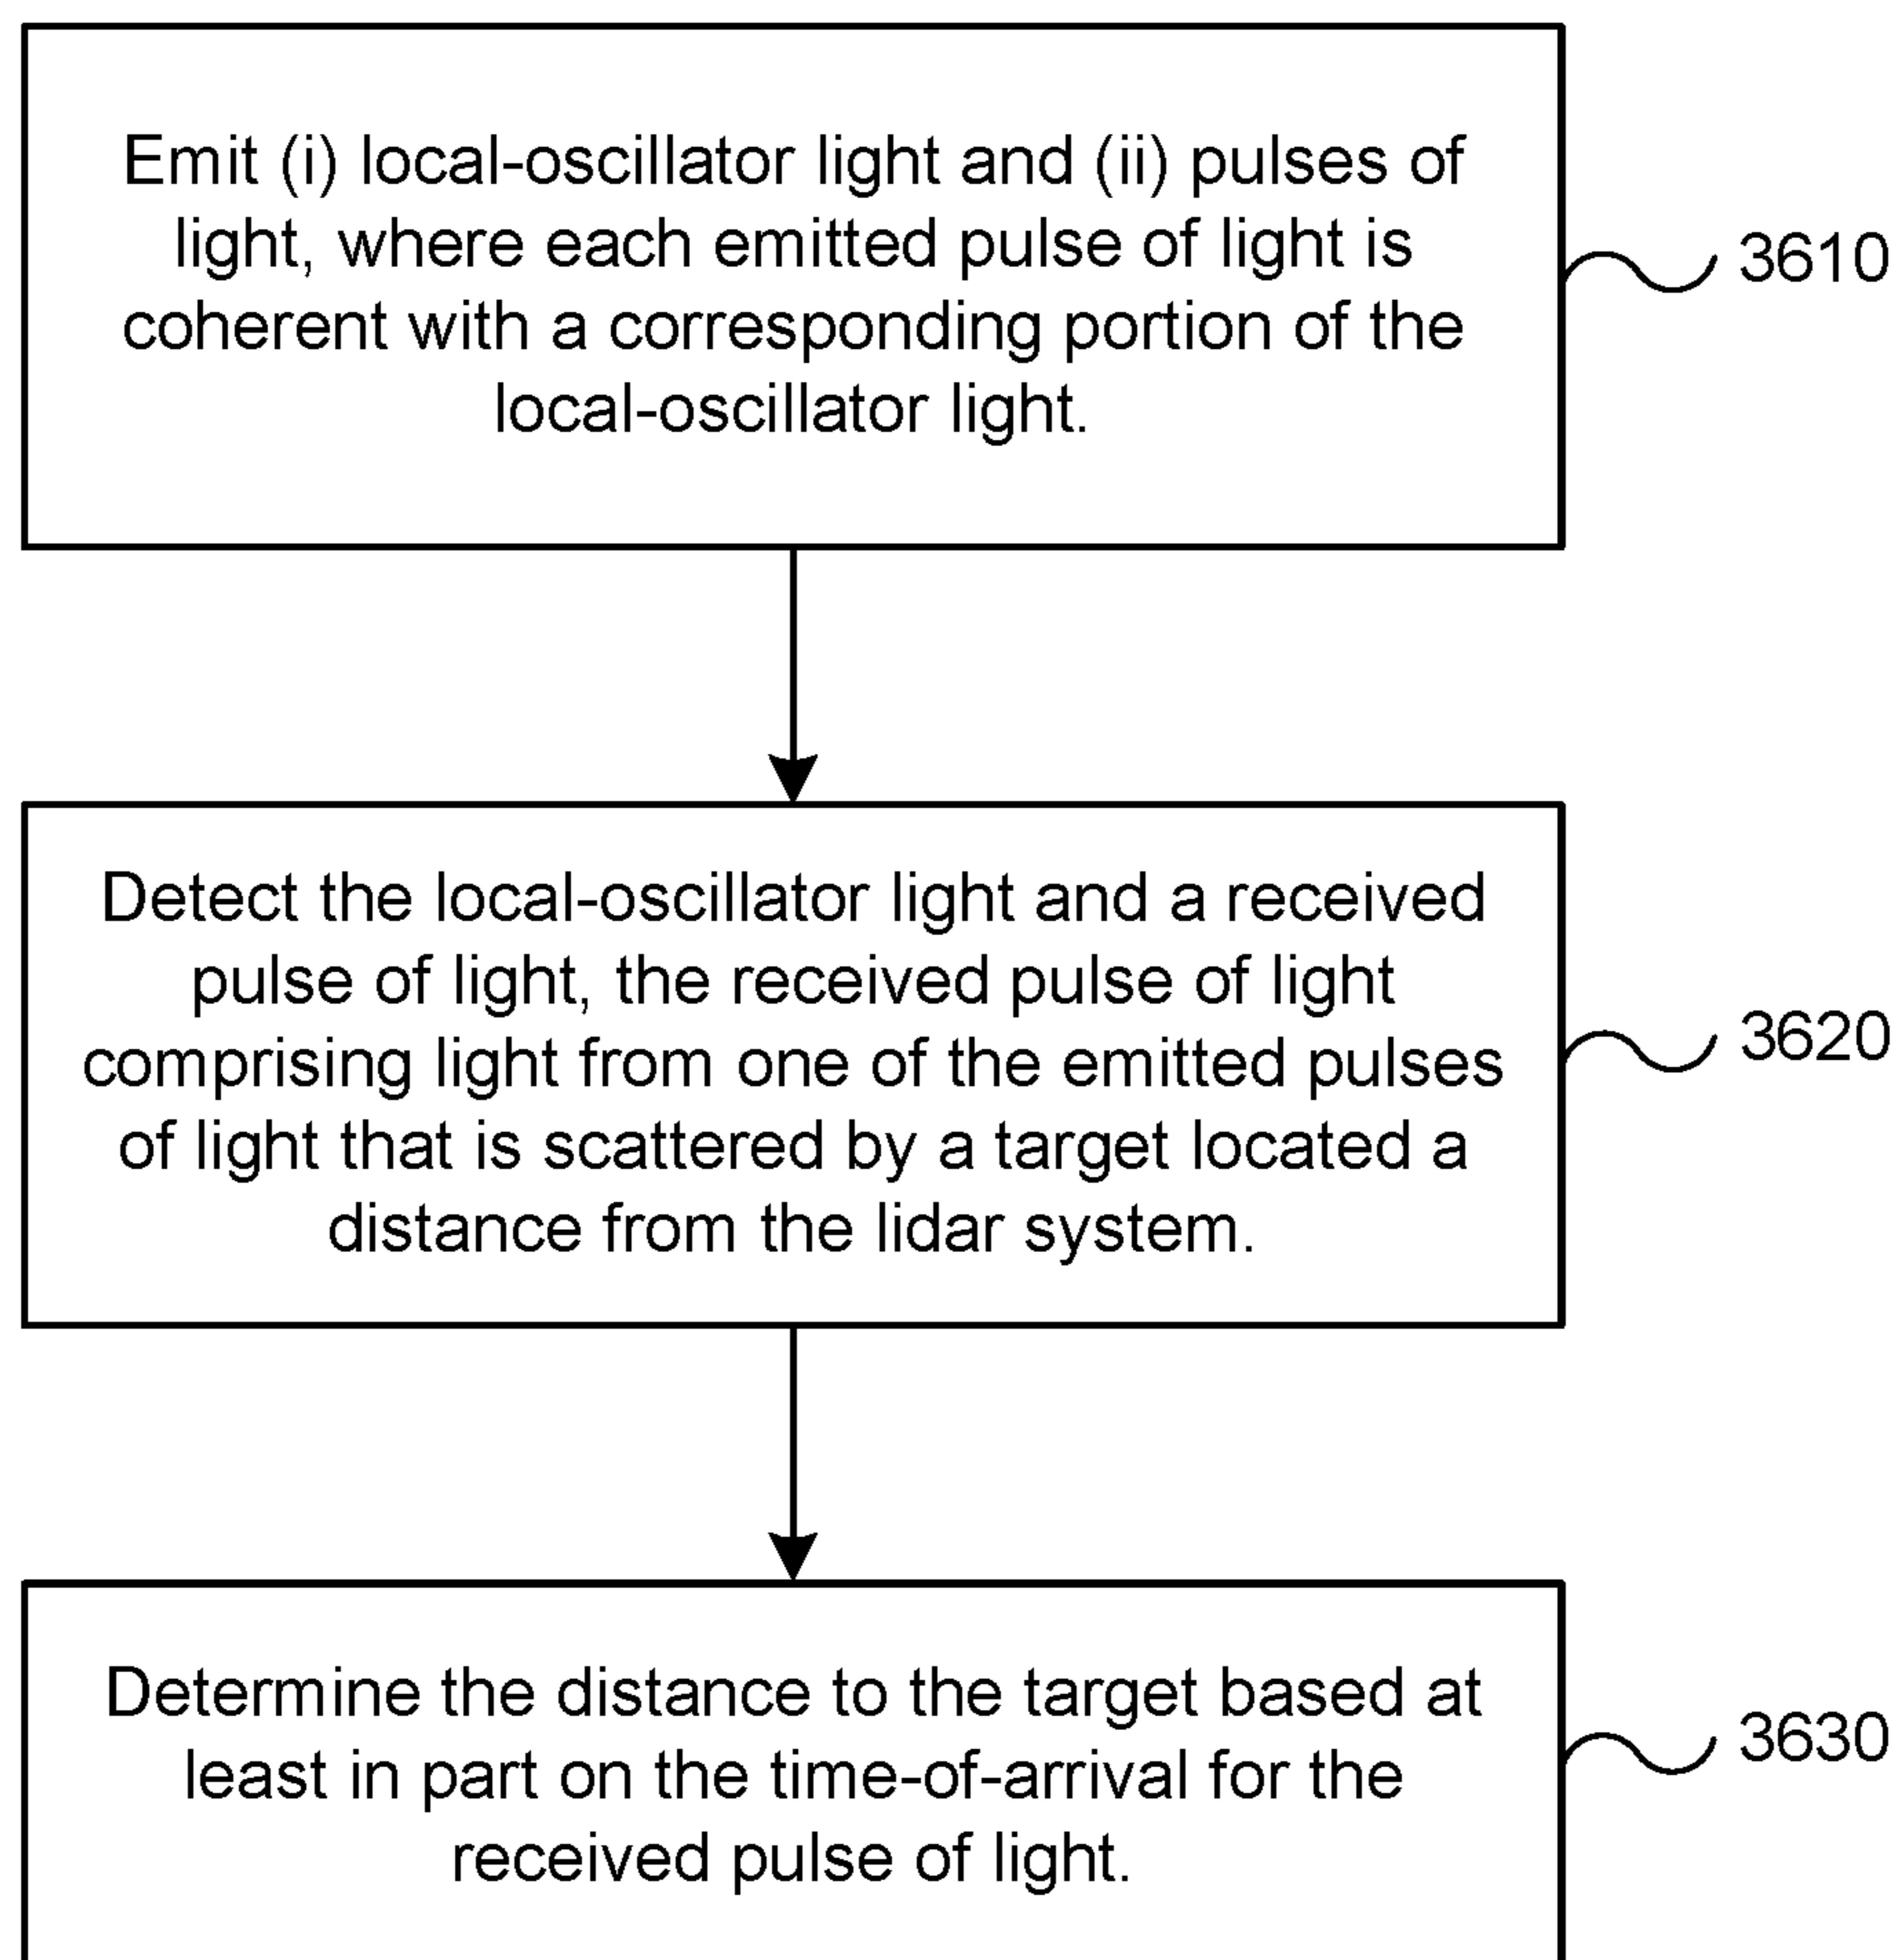 Emit (i) local-oscillator light and (ii) pulses of
light, where each emitted pulse of light is
coherent with a corresponding portion of the
local-oscillator light.
3610
Detect the local-oscillator light and a received
pulse of light, the received pulse of light
comprising light from one of the emitted pulses
of light that is scattered by a target located a
distance from the lidar system.
3620
Determine the distance to the target based at
least in part on the time-of-arrival for the
received pulse of light.
3630